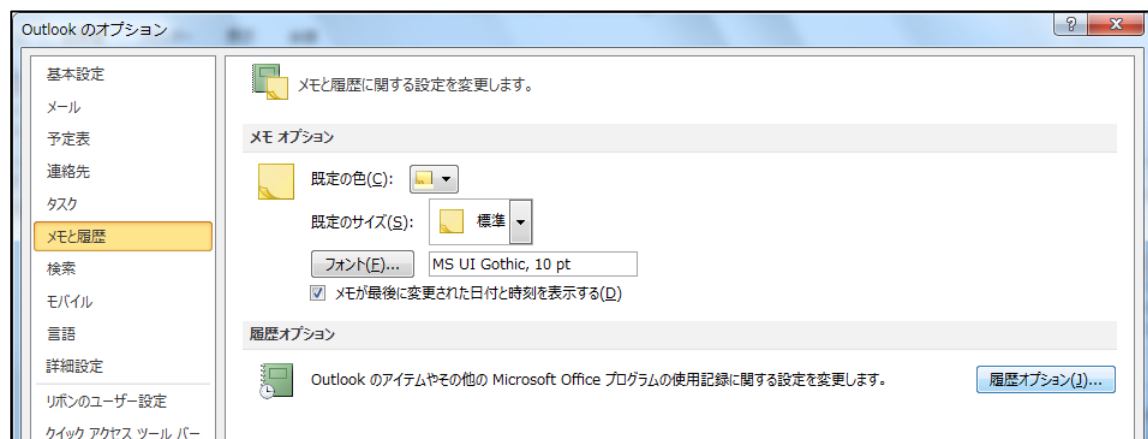 Outlook のオプション
基本設定
メール
予定表
連絡先
タスク
メモと履歴
検索
モバイル
言語
詳細設定
リボンのユーザー設定
クイック アクセス ツール バー
メモと履歴に関する設定を変更します。
メモ オプション
既定の色(C):
既定のサイズ(S): 標準
フォント(F)... MS UI Gothic, 10 pt
メモが最後に変更された日付と時刻を表示する(D)
履歴オプション
Outlook のアイテムやその他の Microsoft Office プログラムの使用記録に関する設定を変更します。 履歴オプション(J)...